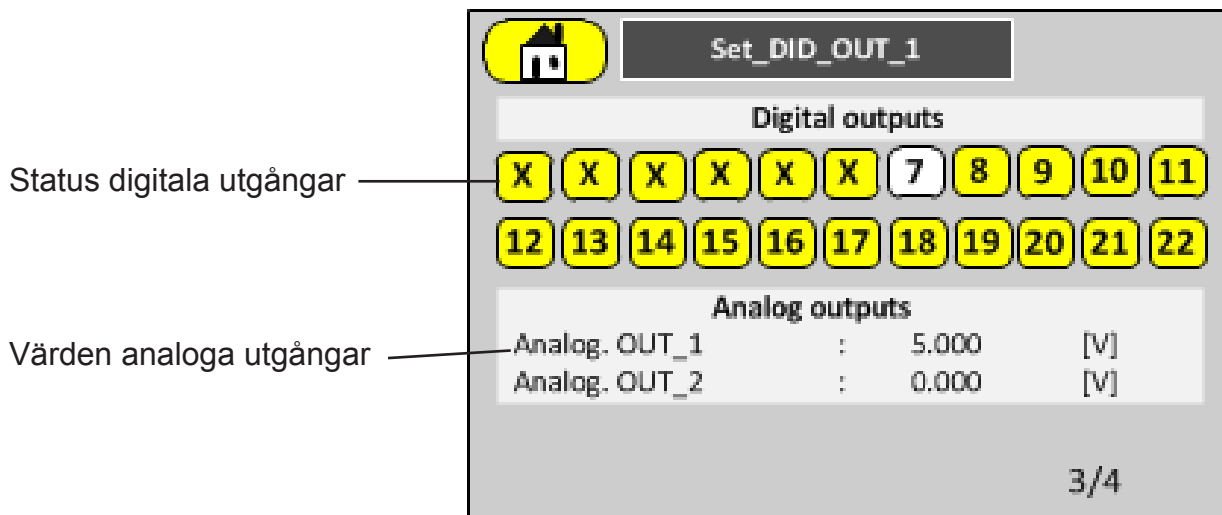 Set_DID_OUT_1
Digital outputs
Status digitala utgångar
X X X X X X 7 8 9 10 11
12 13 14 15 16 17 18 19 20 21 22
Analog outputs
Värden analoga utgångar
Analog. OUT_1 : 5.000 [V]
Analog. OUT_2 : 0.000 [V]
3/4